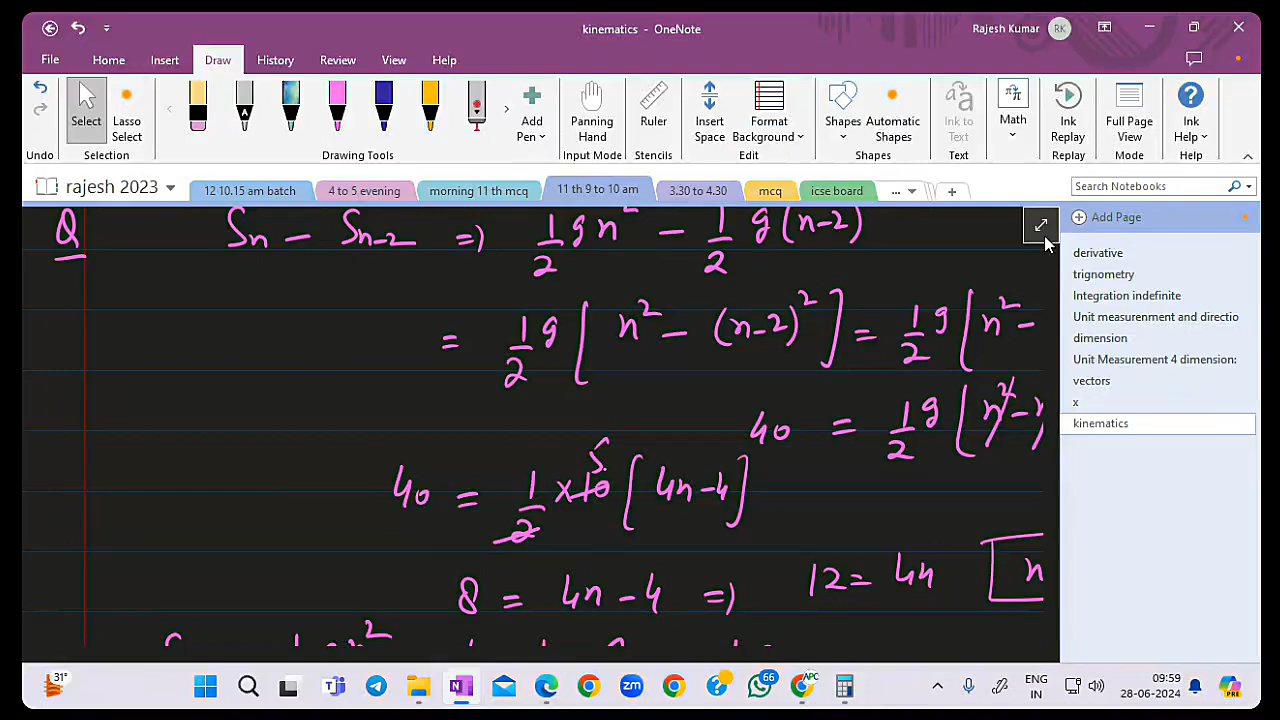 kinematics - OneNote
Rajesh Kumar RK
File Home Insert Draw History Review View Help
Undo
Select
Lasso Select
Selection
Drawing Tools
Add Pen
Panning Hand
Input Mode
Ruler
Stencils
Insert Space
Format Background
Edit
Shapes
Automatic Shapes
Shapes
Ink to Text
Text
Math
Ink Replay
Replay
Full Page View
Mode
Ink Help
Help
rajesh 2023
12 10.15 am batch
4 to 5 evening
morning 11 th mcq
11 th 9 to 10 am
3.30 to 4.30
mcq
icse board
...
Search Notebooks
Add Page
derivative
trignometry
Integration indefinite
Unit measurenment and directio
dimension
Unit Measurement 4 dimension:
vectors
x
kinematics
Q Sn - Sn-2 => 1/2 gn² - 1/2 g(n-2)
= 1/2 g[ n² - (n-2)² ] = 1/2 g[ n² -
40 = 1/2 g[ n² -
40 = 1/2 x 10 5 [ 4n - 4 ]
8 = 4n - 4 => 12 = 4n n
31°
66
ENG IN
09:59
28-06-2024